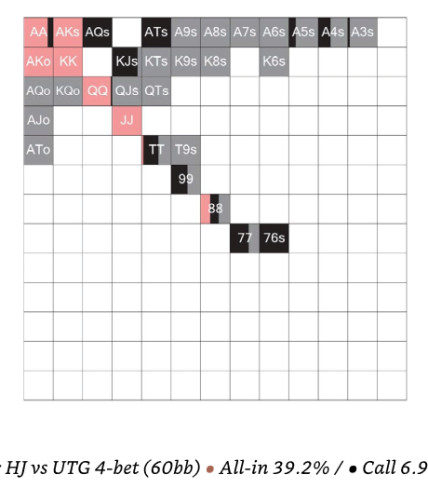 AA AKs AQs ATs A9s A8s A7s A6s A5s A4s A3s
AKo KK KJs KTs K9s K8s K6s
AQo KQo QQ QJs QTs
AJo JJ
ATo TT T9s
99
88
77 76s
HJ vs UTG 4-bet (60bb) • All-in 39.2% / • Call 6.9